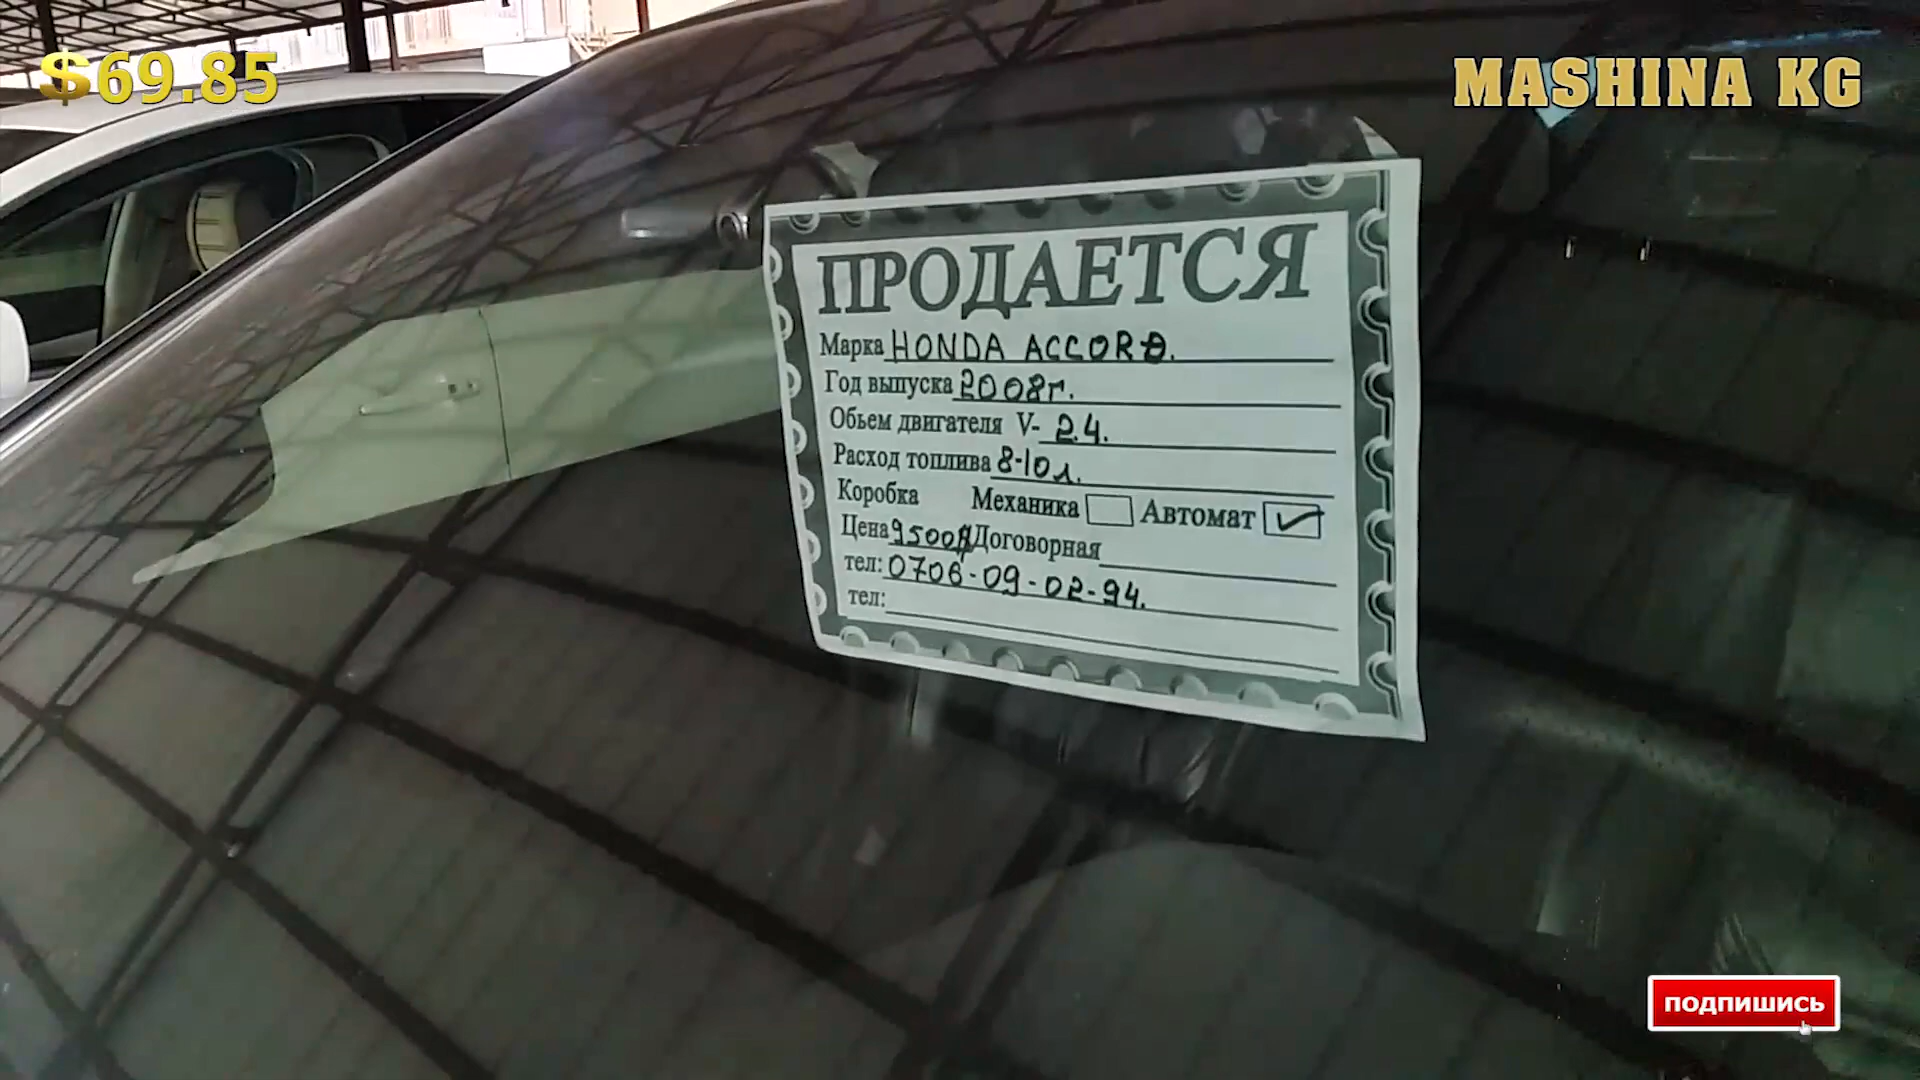 $69.85
MASHINA KG
ПРОДАЕТСЯ
Марка HONDA ACCORD.
Год выпуска 2008г.
Обьем двигателя V- 2.4.
Расход топлива 8-10л.
Коробка Механика Автомат
Цена 9500$ Договорная
тел: 0706-09-02-94.
тел:
подпишись